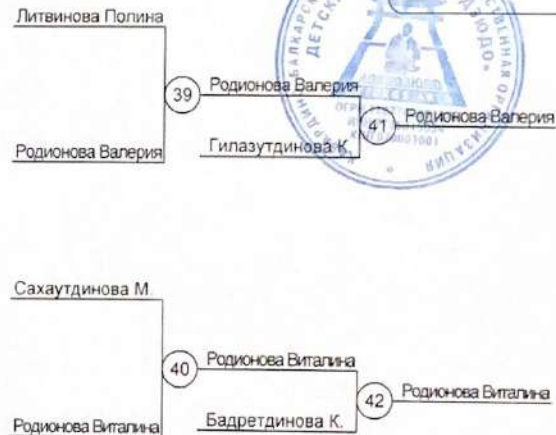 Литвинова Полина
39
Родионова Валерия
41
Родионова Валерия
Родионова Валерия
Гилазутдинова К.
Сахаутдинова М
40
Родионова Виталина
42
Родионова Виталина
Родионова Виталина
Бадретдинова К.